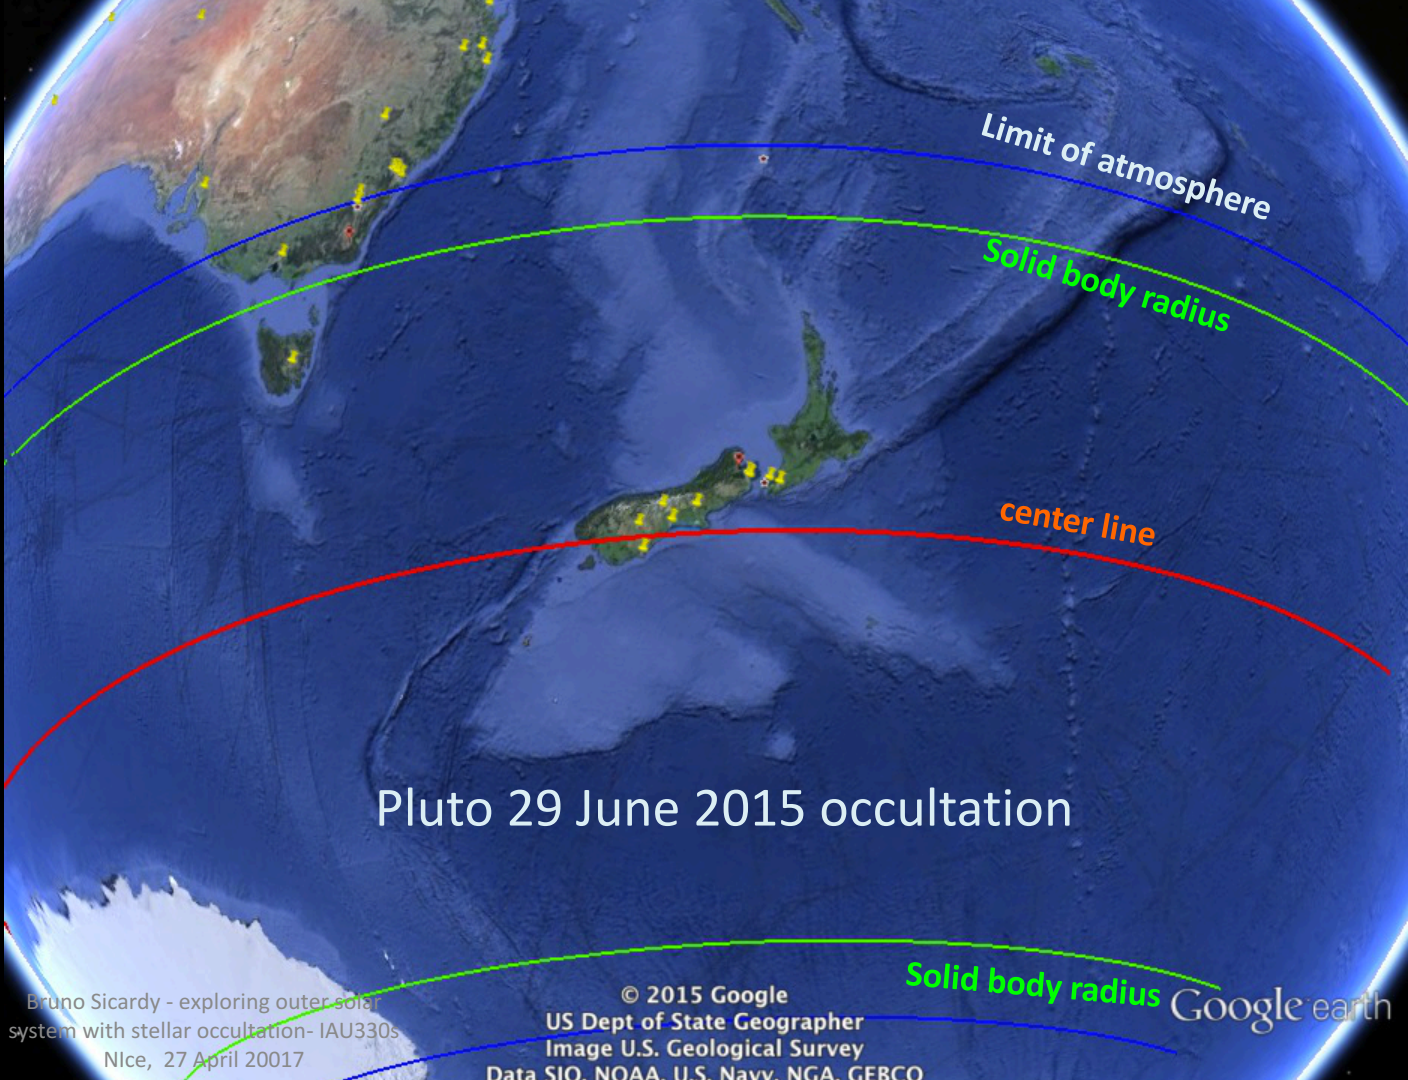 Limit of atmosphere
Solid body radius
center line
Pluto 29 June 2015 occultation
Solid body radius
Bruno Sicardy - exploring outer solar
system with stellar occultation- IAU330s
NIce, 27 April 20017
© 2015 Google
US Dept of State Geographer
Image U.S. Geological Survey
Data SIO, NOAA, U.S. Navy, NGA, GEBCO
Google earth